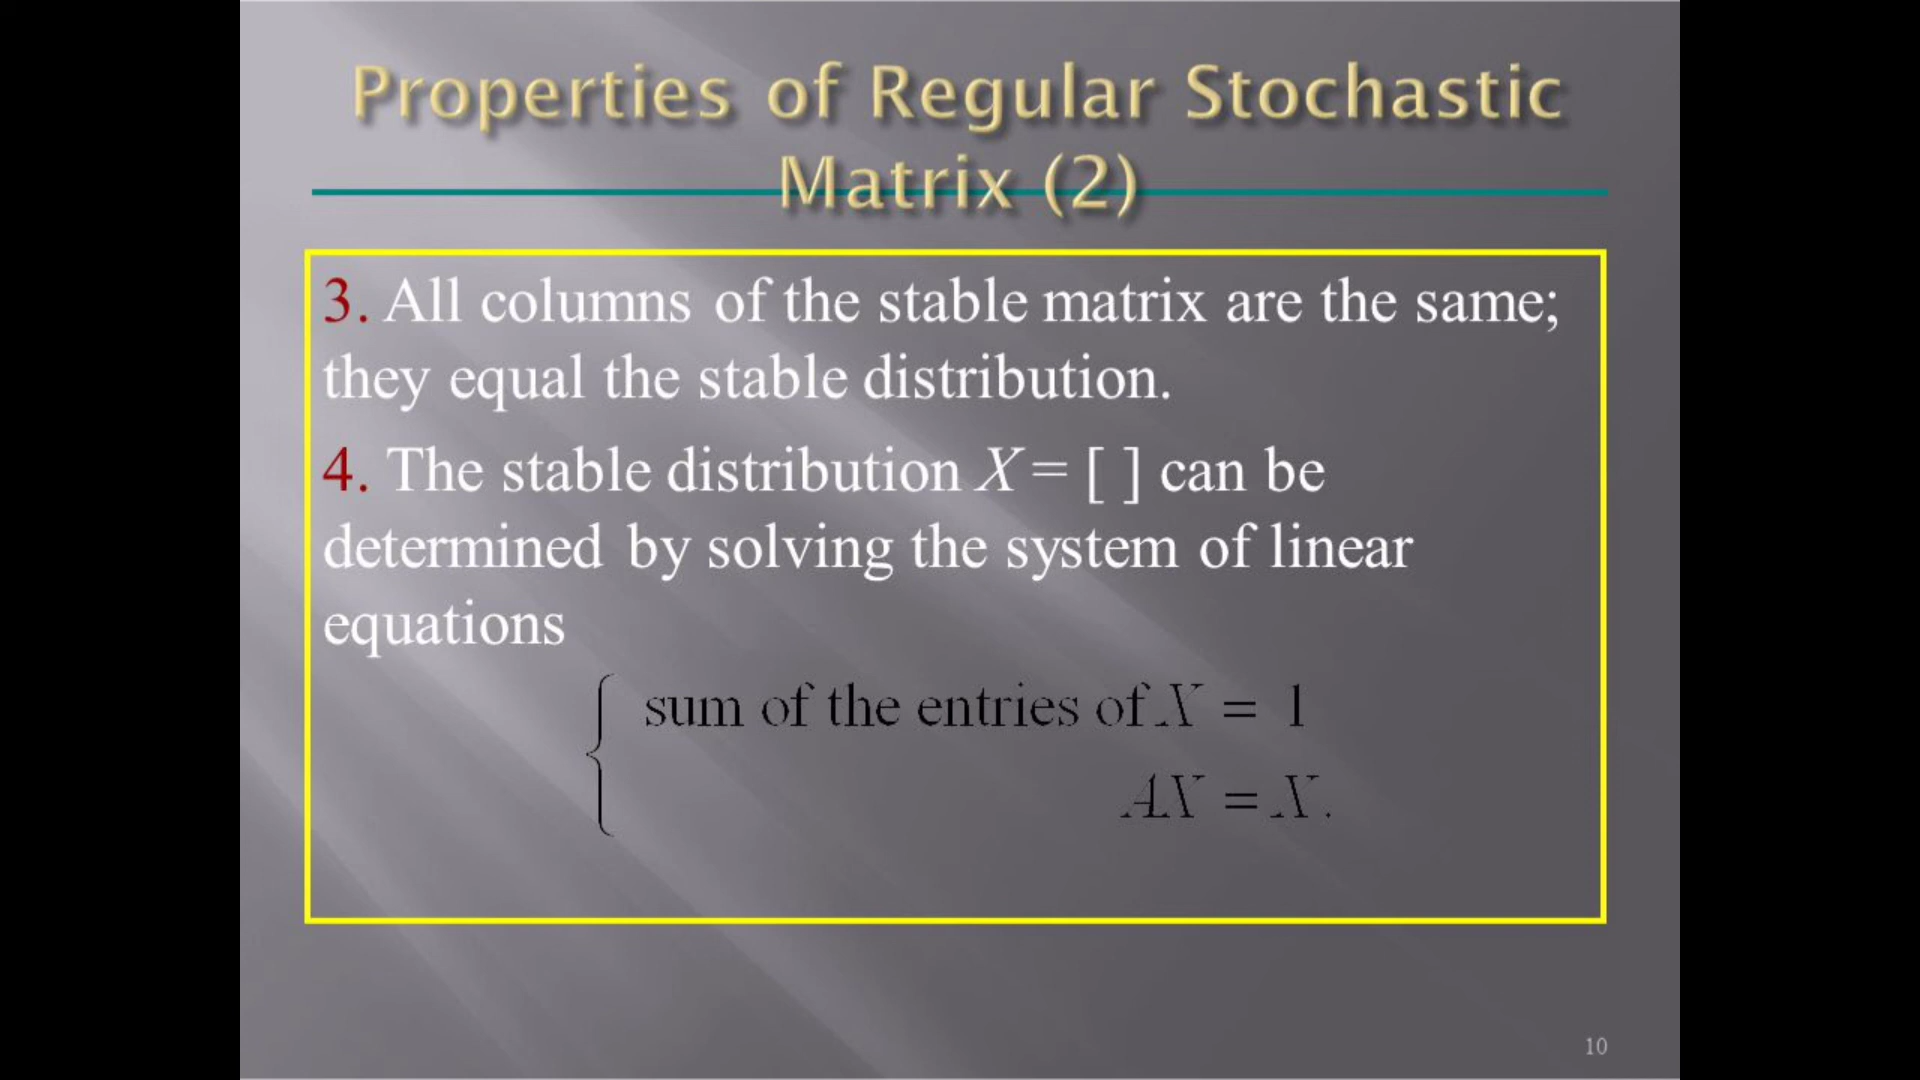 Properties of Regular Stochastic
Matrix (2)
3. All columns of the stable matrix are the same;
they equal the stable distribution.
4. The stable distribution X = [ ] can be
determined by solving the system of linear
equations
sum of the entries of X = 1
AX = X.
10